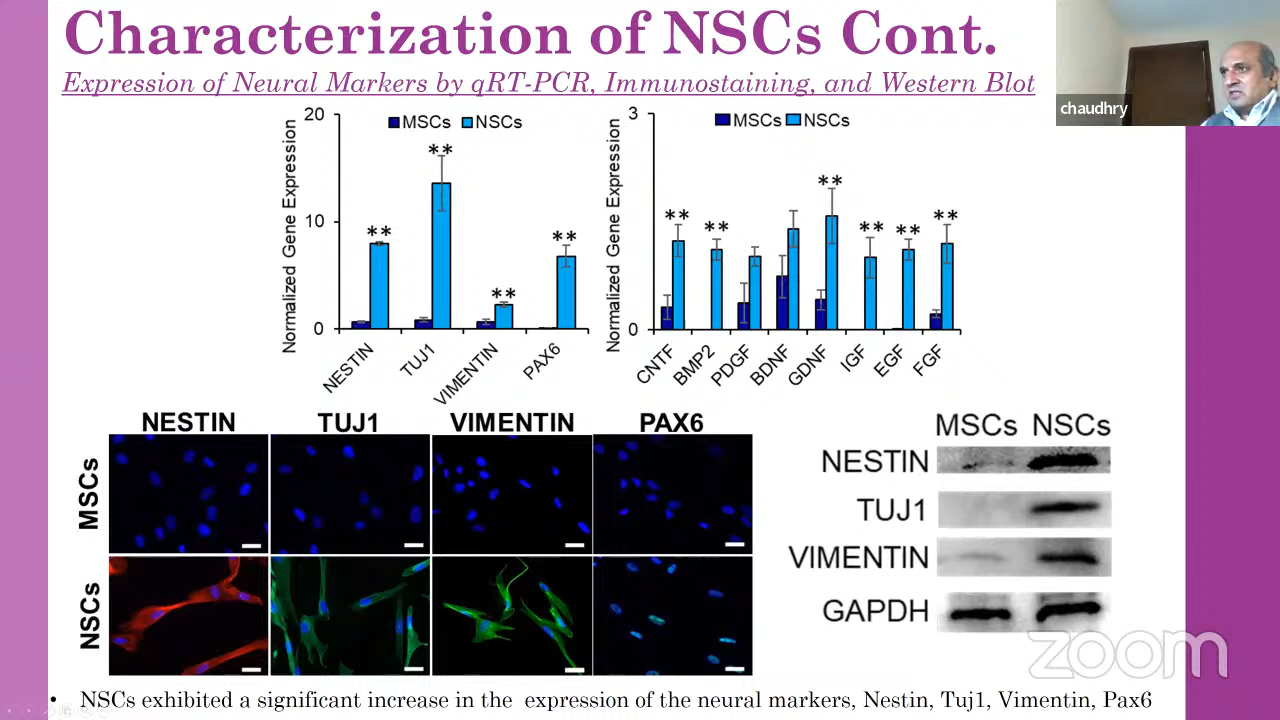 Characterization of NSCs Cont.
Expression of Neural Markers by qRT-PCR, Immunostaining, and Western Blot
chaudhry
Normalized Gene Expression
20
10
0
MSCs NSCs
**
**
**
**
NESTIN
TUJ1
VIMENTIN
PAX6
Normalized Gene Expression
3
0
MSCs NSCs
**
**
**
**
**
**
CNTF
BMP2
PDGF
BDNF
GDNF
IGF
EGF
FGF
NESTIN TUJ1 VIMENTIN PAX6
MSCs
NSCs
MSCs NSCs
NESTIN
TUJ1
VIMENTIN
GAPDH
zoom
• NSCs exhibited a significant increase in the expression of the neural markers, Nestin, Tuj1, Vimentin, Pax6